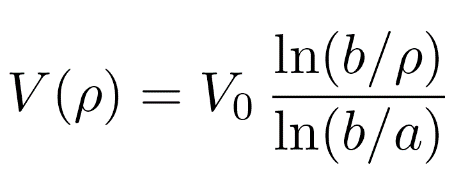 V(ρ) = V₀ ln(b/ρ) / ln(b/a)